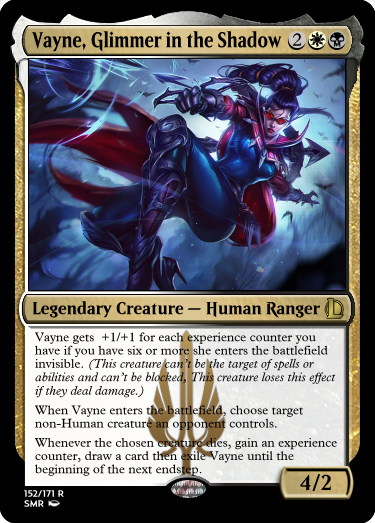 Vayne, Glimmer in the Shadow 2
Legendary Creature — Human Ranger
Vayne gets +1/+1 for each experience counter you
have if you have six or more she enters the battlefield
invisible. (This creature can't be the target of spells or
abilities and can't be blocked, This creature loses this effect
if they deal damage.)
When Vayne enters the battlefield, choose target
non-Human creature an opponent controls.
Whenever the chosen creature dies, gain an experience
counter, draw a card then exile Vayne until the
beginning of the next endstep.
4/2
152/171 R
SMR